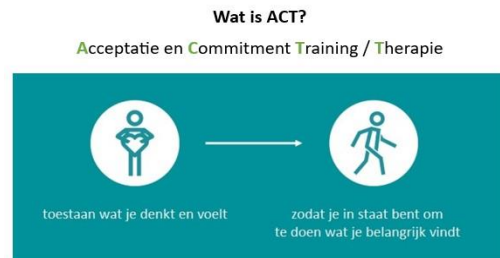 Wat is ACT?
Acceptatie en Commitment Training / Therapie
toestaan wat je denkt en voelt
zodat je in staat bent om
te doen wat je belangrijk vindt